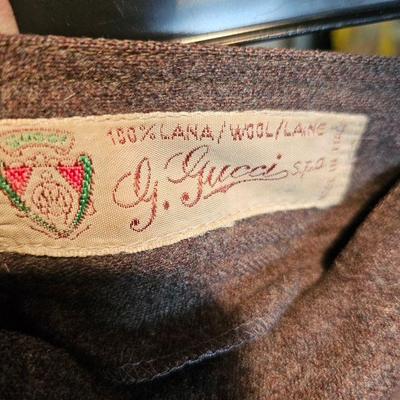 100% LANA / WOOL / LAINE
G. Gucci s.p.a.